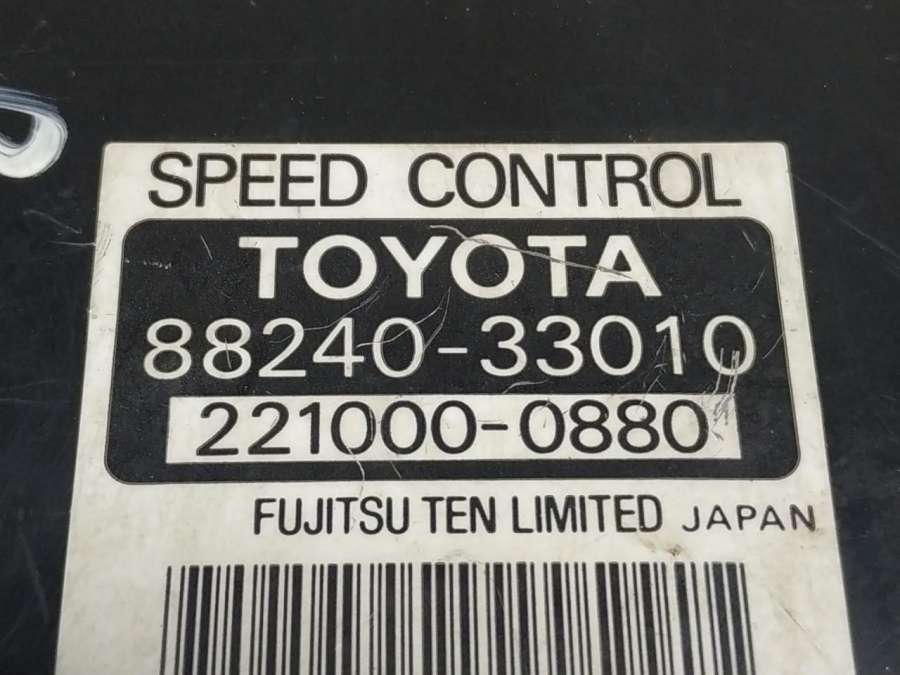 SPEED CONTROL
TOYOTA
88240-33010
221000-0880
FUJITSU TEN LIMITED JAPAN